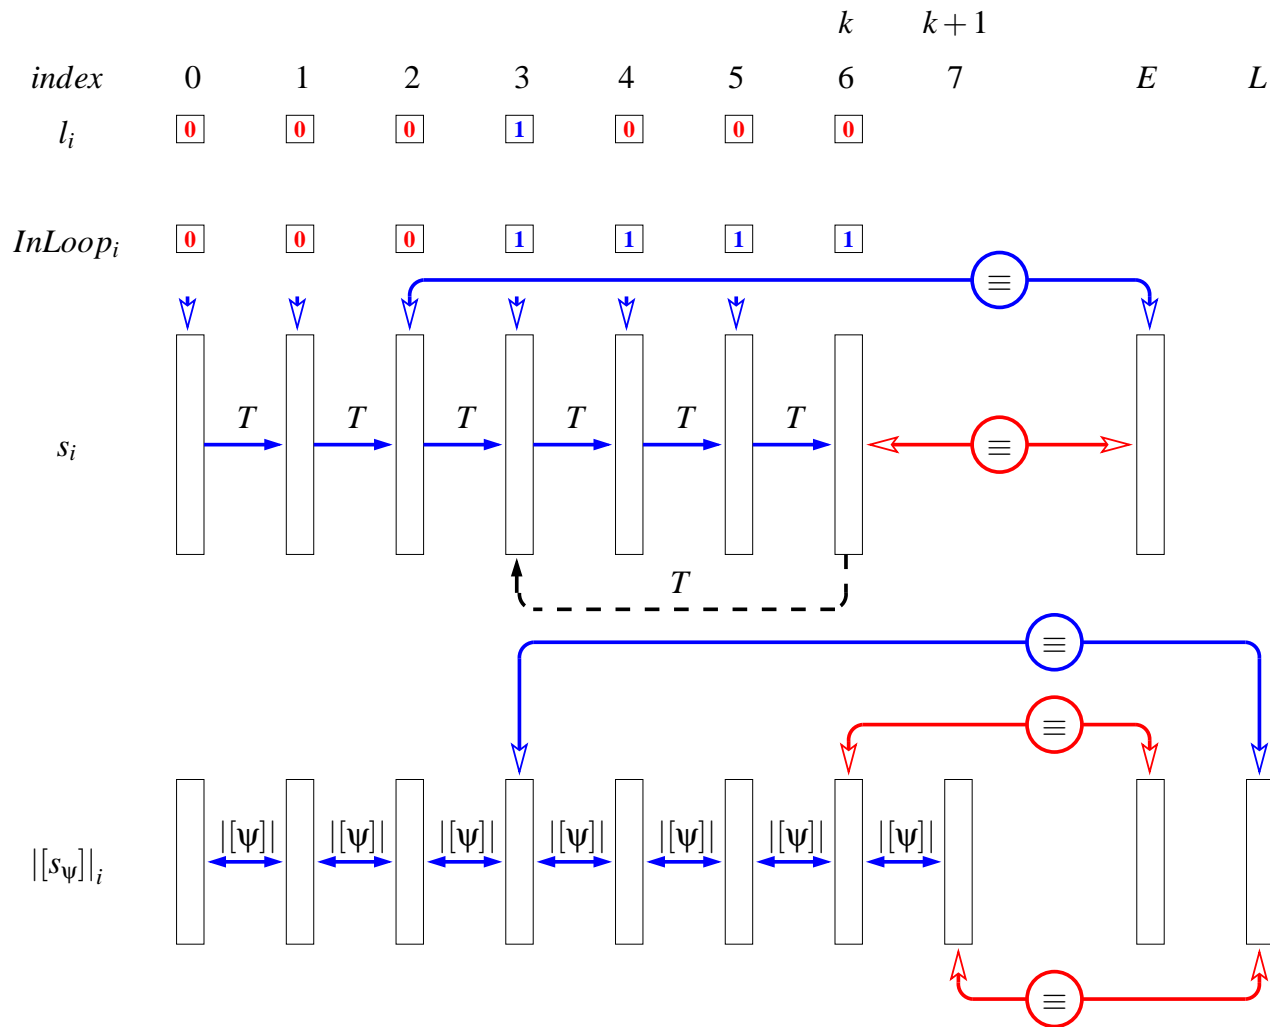 k k+1
index 0 1 2 3 4 5 6 7 E L
l_i 0 0 0 1 0 0 0
InLoop_i 0 0 0 1 1 1 1
≡
T T T T T T
s_i ≡
T
≡
≡
|[ψ]| |[ψ]| |[ψ]| |[ψ]| |[ψ]| |[ψ]| |[ψ]|
|[s_ψ]|_i
≡